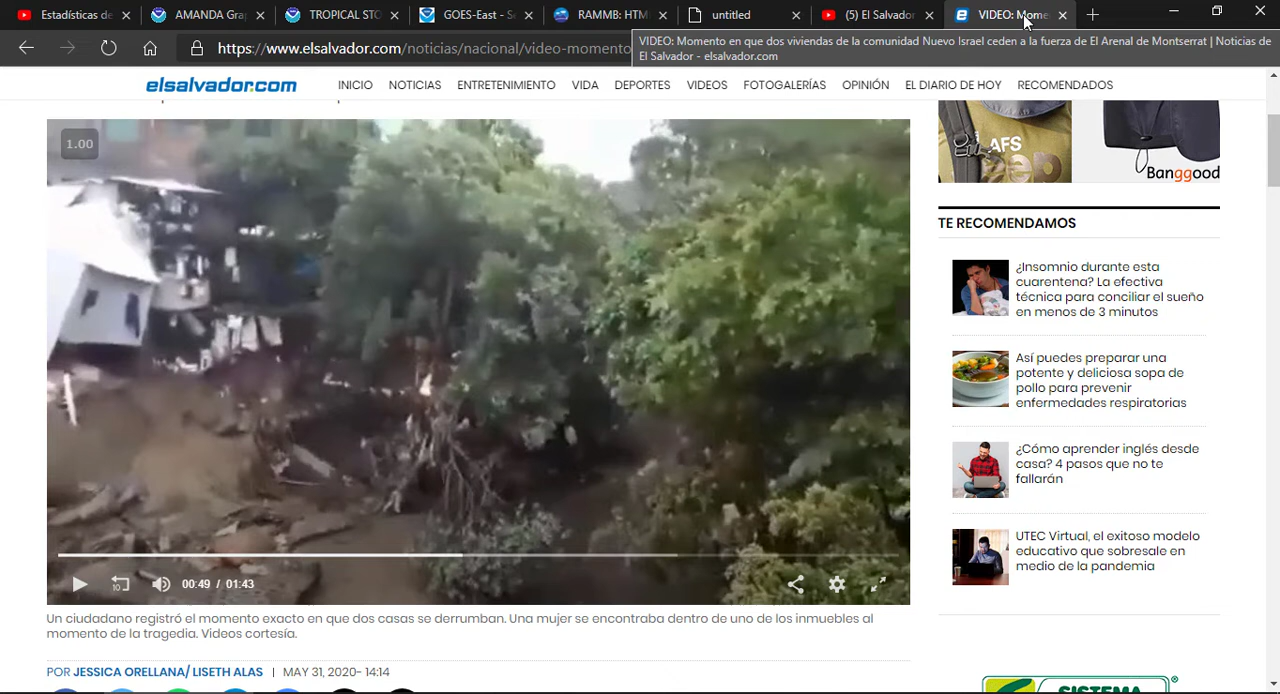 Estadísticas de
AMANDA Gra
TROPICAL STO
GOES-East - Se
RAMMB: HTM
untitled
(5) El Salvador
VIDEO: Mome
https://www.elsalvador.com/noticias/nacional/video-momento
VIDEO: Momento en que dos viviendas de la comunidad Nuevo Israel ceden a la fuerza de El Arenal de Montserrat | Noticias de
El Salvador - elsalvador.com
elsalvador.com
INICIO
NOTICIAS
ENTRETENIMIENTO
VIDA
DEPORTES
VIDEOS
FOTOGALERÍAS
OPINIÓN
EL DIARIO DE HOY
RECOMENDADOS
1.00
Banggood
TE RECOMENDAMOS
¿Insomnio durante esta
cuarentena? La efectiva
técnica para conciliar el sueño
en menos de 3 minutos
Así puedes preparar una
potente y deliciosa sopa de
pollo para prevenir
enfermedades respiratorias
¿Cómo aprender inglés desde
casa? 4 pasos que no te
fallarán
UTEC Virtual, el exitoso modelo
educativo que sobresale en
medio de la pandemia
10
00:49 / 01:43
Un ciudadano registró el momento exacto en que dos casas se derrumban. Una mujer se encontraba dentro de uno de los inmuebles al
momento de la tragedia. Videos cortesía.
POR JESSICA ORELLANA/ LISETH ALAS | MAY 31, 2020- 14:14
SISTEMA